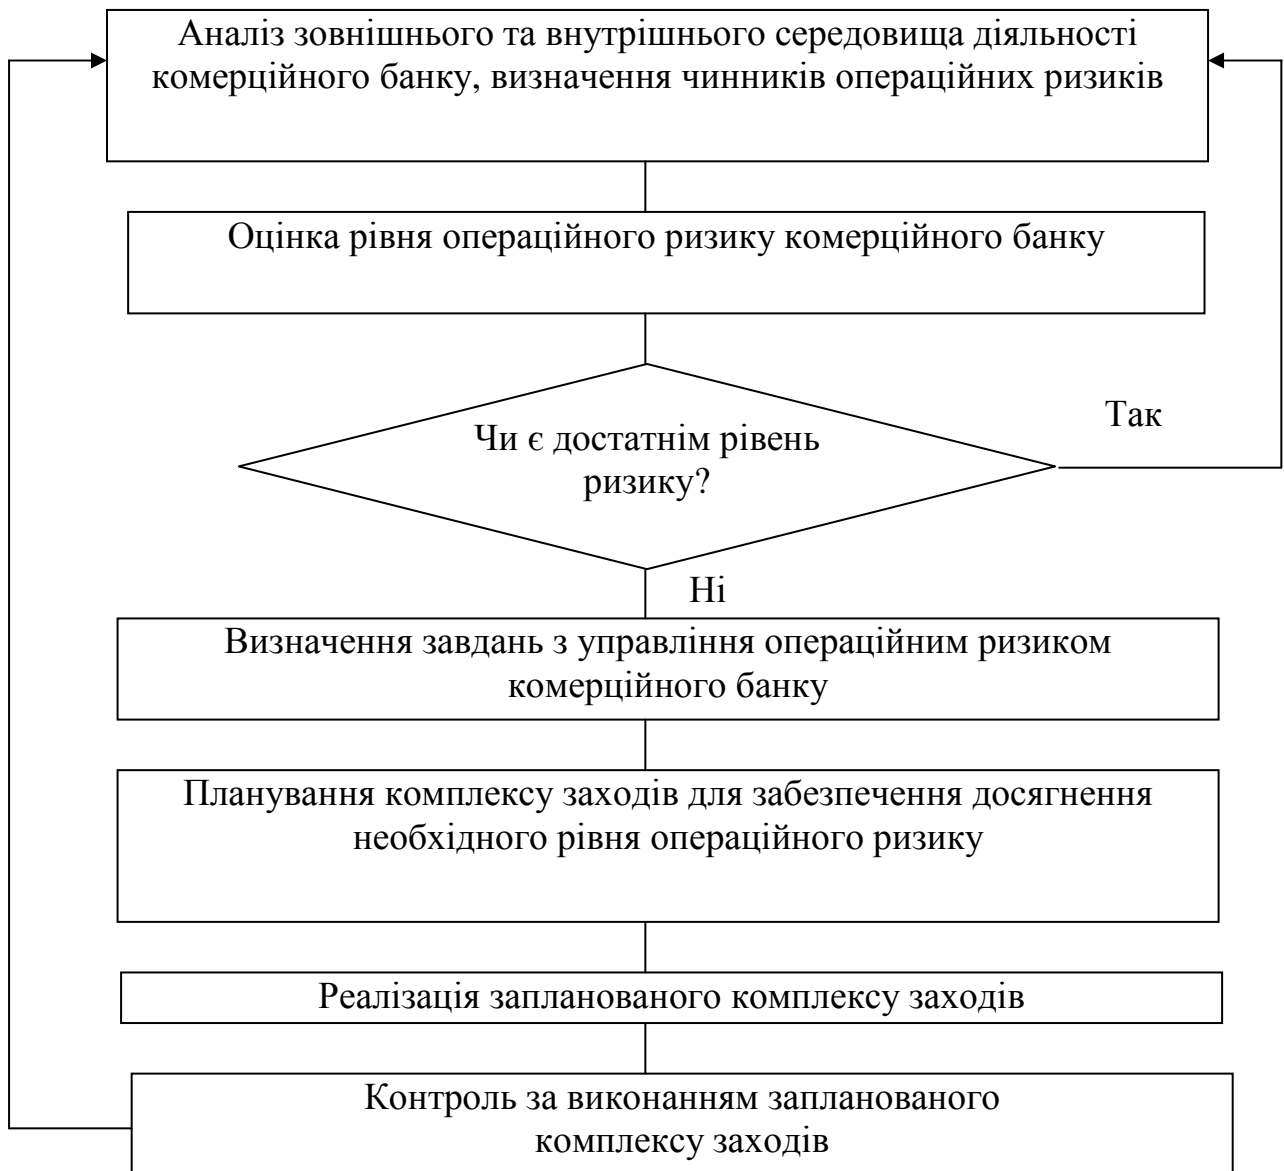 Аналіз зовнішнього та внутрішнього середовища діяльності
комерційного банку, визначення чинників операційних ризиків
Оцінка рівня операційного ризику комерційного банку
Так
Чи є достатнім рівень
ризику?
Ні
Визначення завдань з управління операційним ризиком
комерційного банку
Планування комплексу заходів для забезпечення досягнення
необхідного рівня операційного ризику
Реалізація запланованого комплексу заходів
Контроль за виконанням запланованого
комплексу заходів